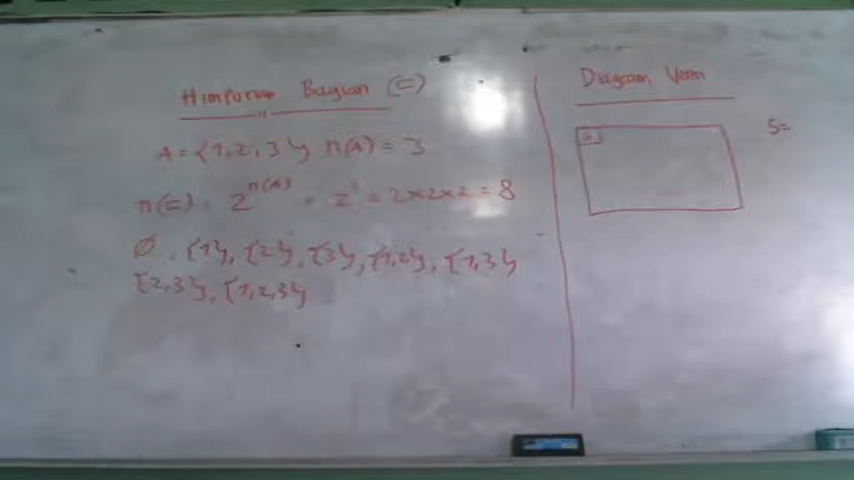 Himpunan Bagian (⊂)
A = {1, 2, 3} n(A) = 3
n(⊂) = 2^n(A) = 2^3 = 2×2×2 = 8
∅, {1}, {2}, {3}, {1,2}, {1,3}
{2,3}, {1,2,3}
Diagram Venn
S
S=